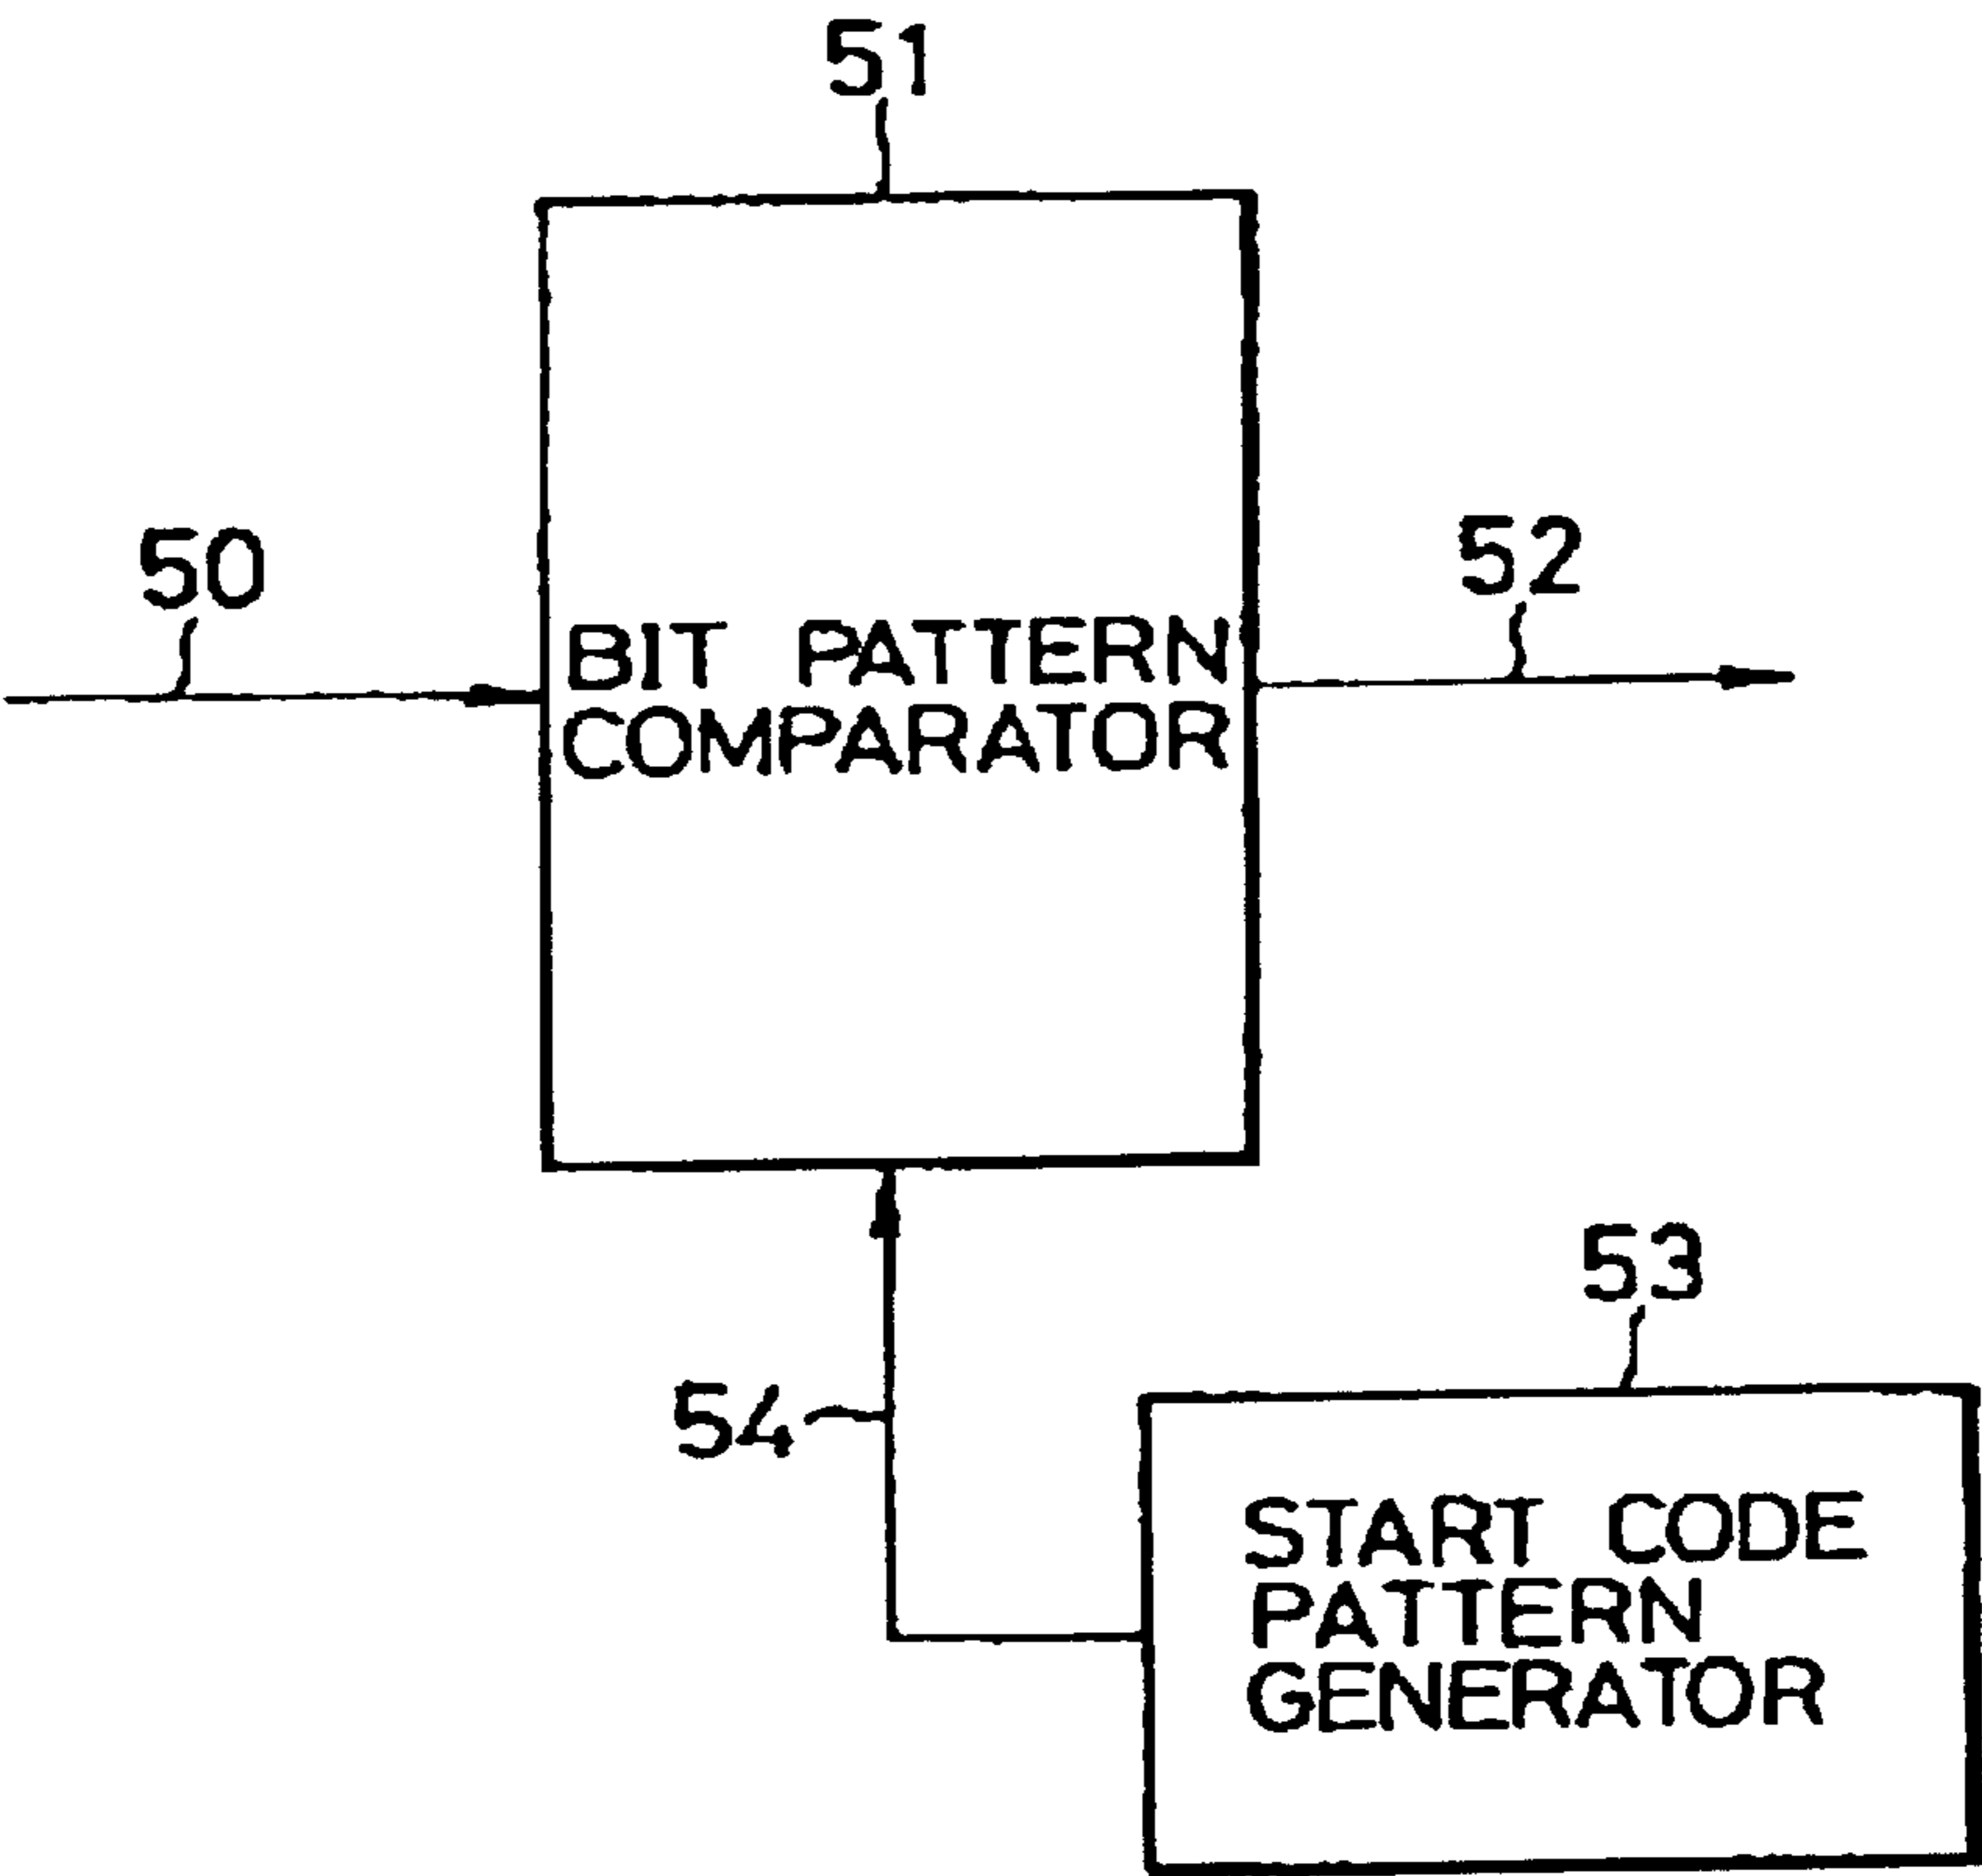 51
50
52
BIT PATTERN
COMPARATOR
53
54
START CODE
PATTERN
GENERATOR